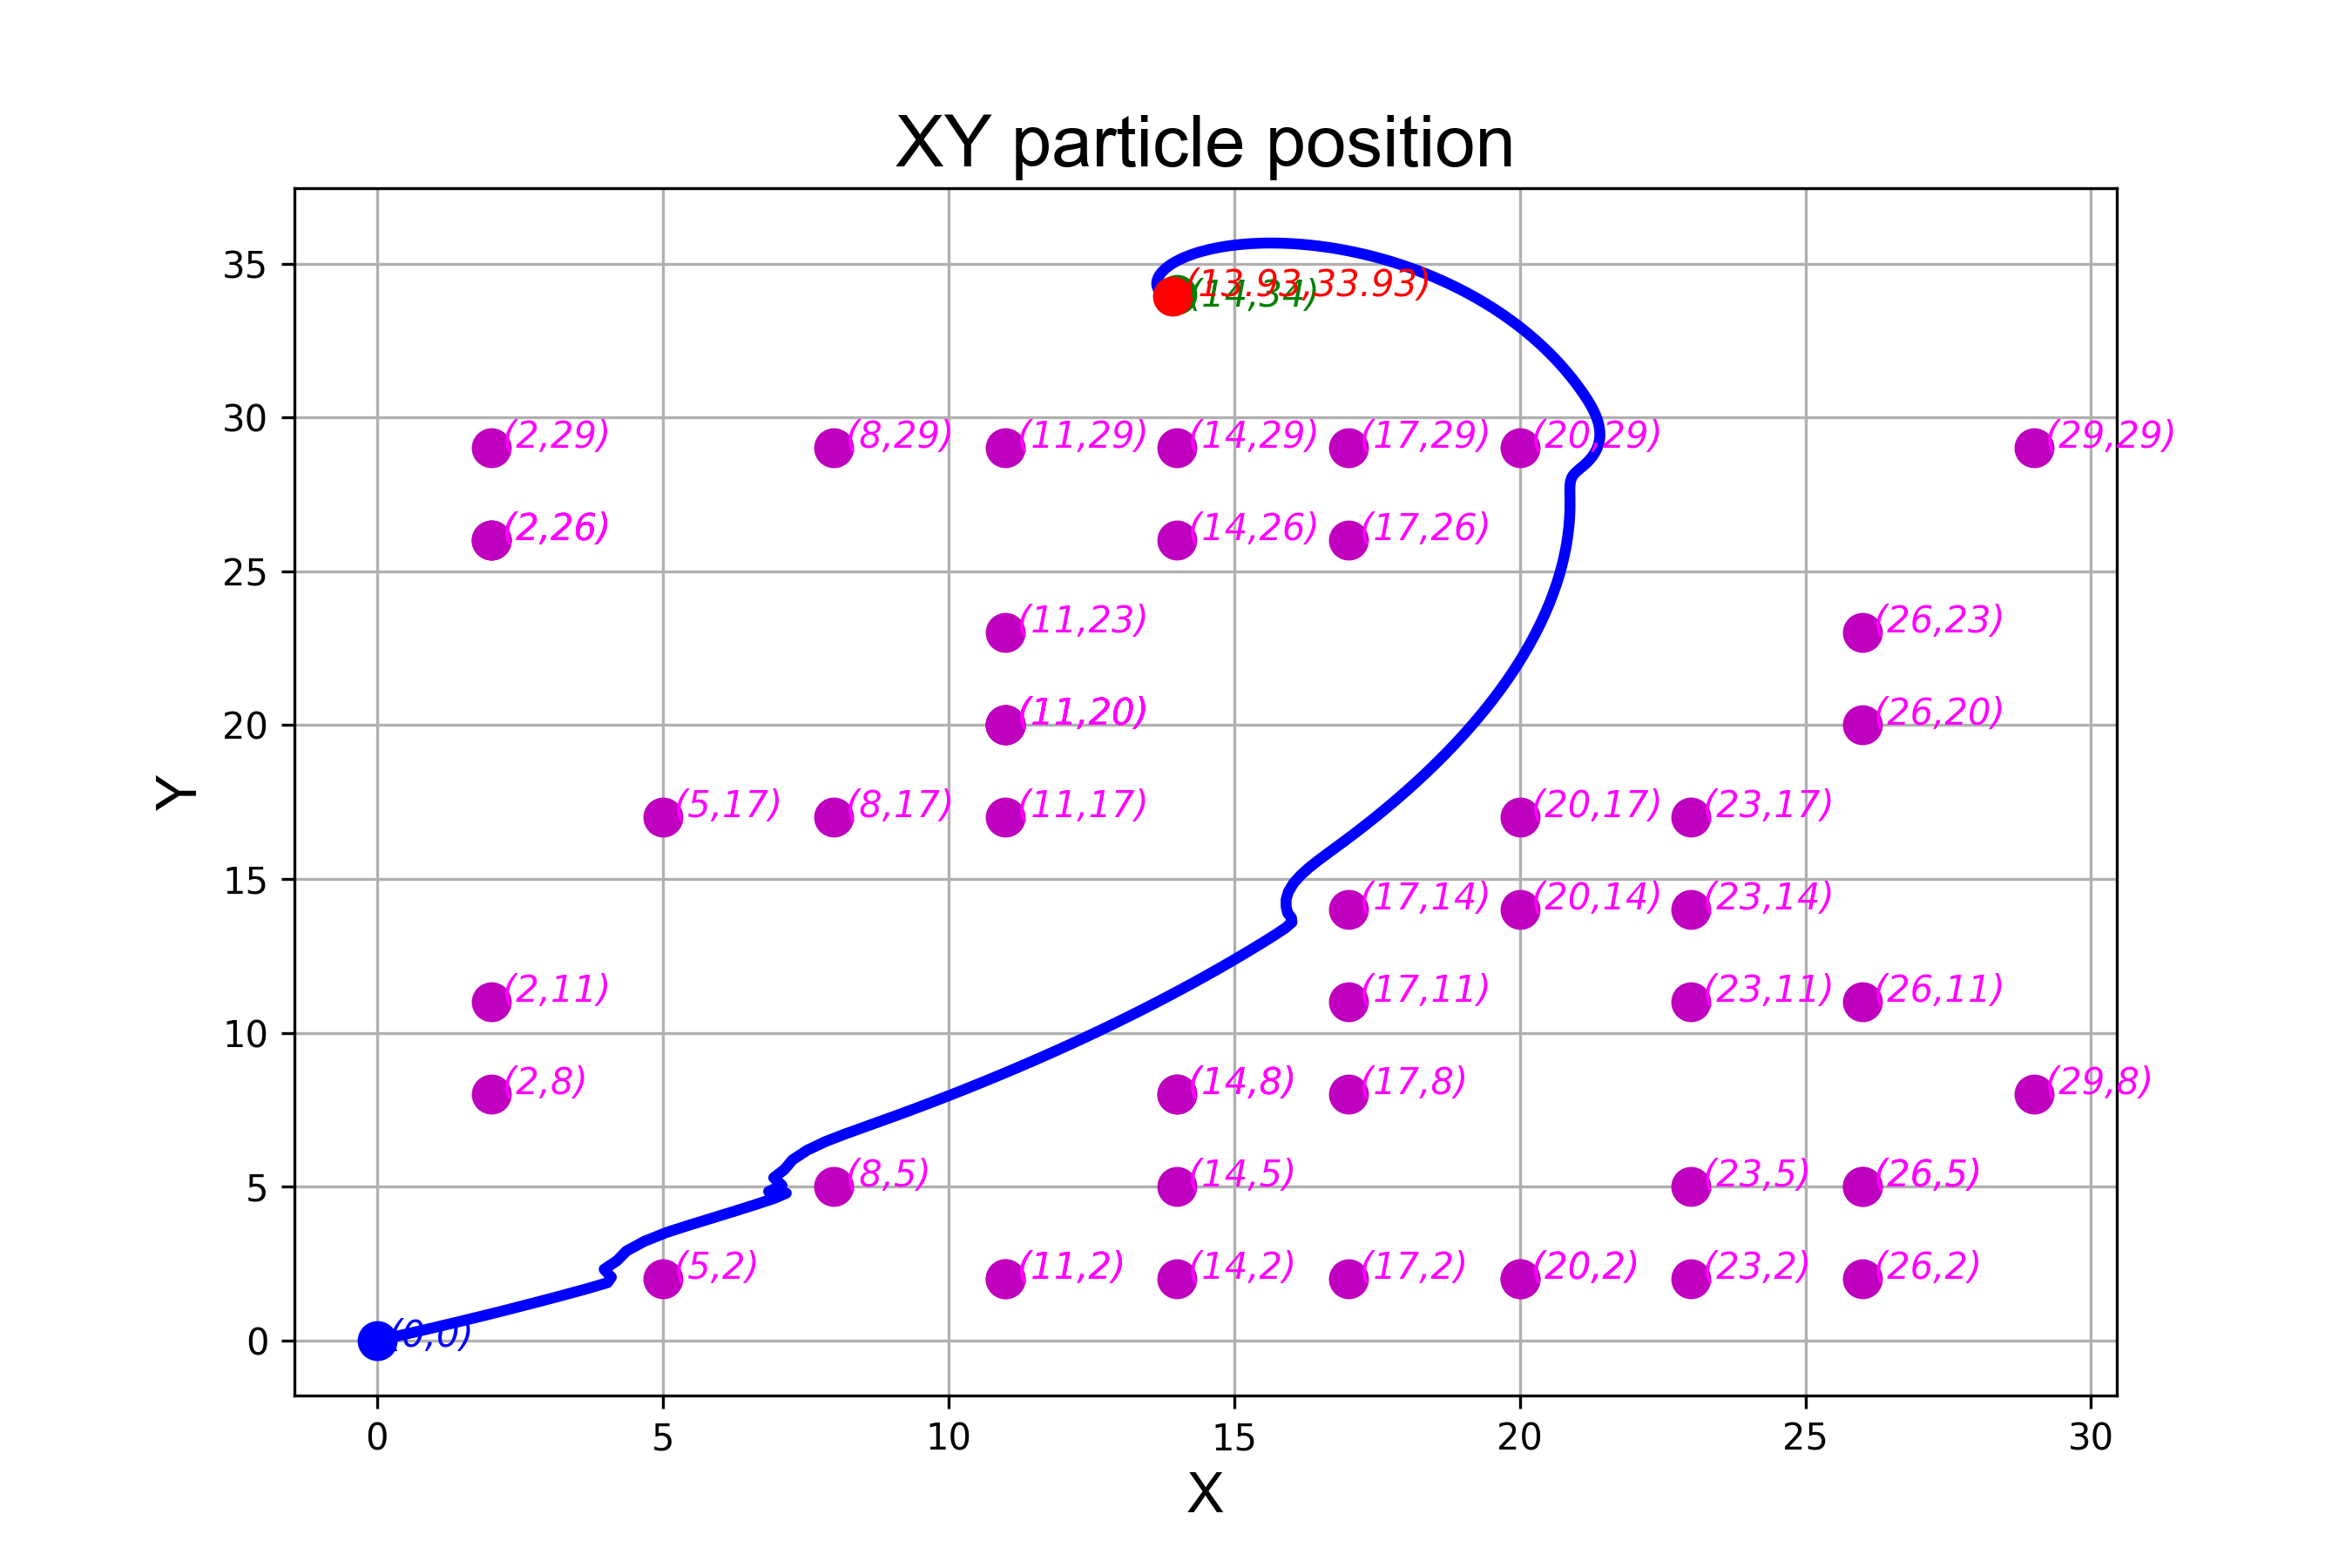 XY particle position
35
(13.93,33.93)
(14,34)
30
(2,29) (8,29) (11,29) (14,29) (17,29) (20,29) (29,29)
(2,26) (14,26) (17,26)
25
(11,23) (26,23)
20
(11,20) (26,20)
(5,17) (8,17) (11,17) (20,17) (23,17)
15
(17,14) (20,14) (23,14)
(2,11) (17,11) (23,11) (26,11)
10
(2,8) (14,8) (17,8) (29,8)
5
(8,5) (14,5) (23,5) (26,5)
(5,2) (11,2) (14,2) (17,2) (20,2) (23,2) (26,2)
0
(0,0)
Y
0 5 10 15 20 25 30
X